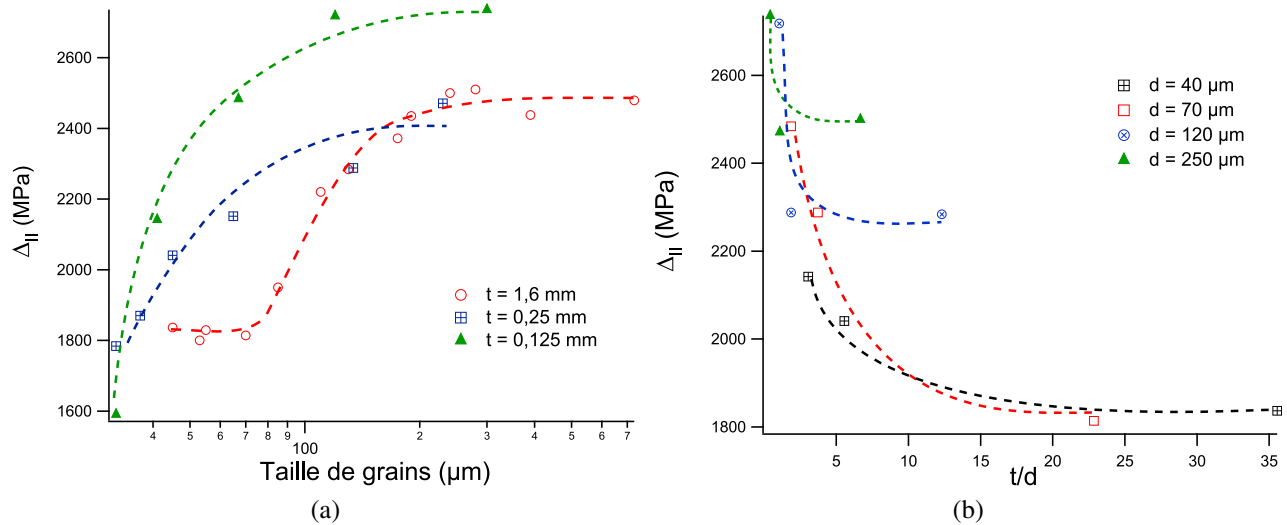 2600
2400
2200
2000
1800
1600
Δ_II (MPa)
t = 1,6 mm
t = 0,25 mm
t = 0,125 mm
4 5 6 7 8 9 100 2 3 4 5 6 7
Taille de grains (µm)
(a)
2600
2400
2200
2000
1800
Δ_II (MPa)
d = 40 µm
d = 70 µm
d = 120 µm
d = 250 µm
5 10 15 20 25 30 35
t/d
(b)